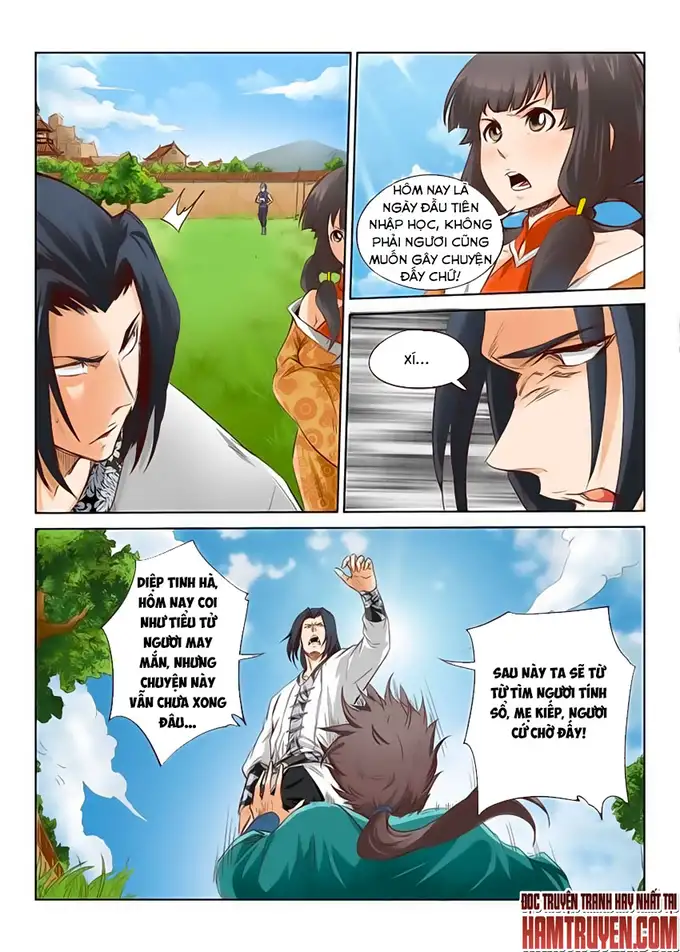 HÔM NAY LÀ
NGÀY ĐẦU TIÊN
NHẬP HỌC, KHÔNG
PHẢI NGƯƠI CŨNG
MUỐN GÂY CHUYỆN
ĐẤY CHỨ!
XÍ...
DIỆP TINH HÀ,
HÔM NAY COI
NHƯ TIỂU TỬ
NGƯƠI MAY
MẮN, NHƯNG
CHUYỆN NÀY
VẪN CHƯA XONG
ĐÂU...
SAU NÀY TA SẼ TỪ
TỪ TÌM NGƯƠI TÍNH
SỔ, MẸ KIẾP, NGƯƠI
CỨ CHỜ ĐẤY!
ĐỌC TRUYỆN TRANH HAY NHẤT TẠI
HAMTRUYEN.COM